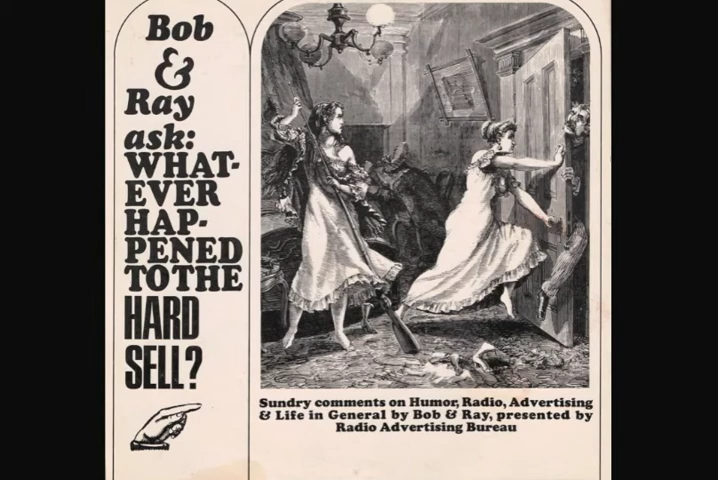 Bob
&
Ray
ask:
WHAT-
EVER
HAP-
PENED
TO THE
HARD
SELL?
Sundry comments on Humor, Radio, Advertising
& Life in General by Bob & Ray, presented by
Radio Advertising Bureau